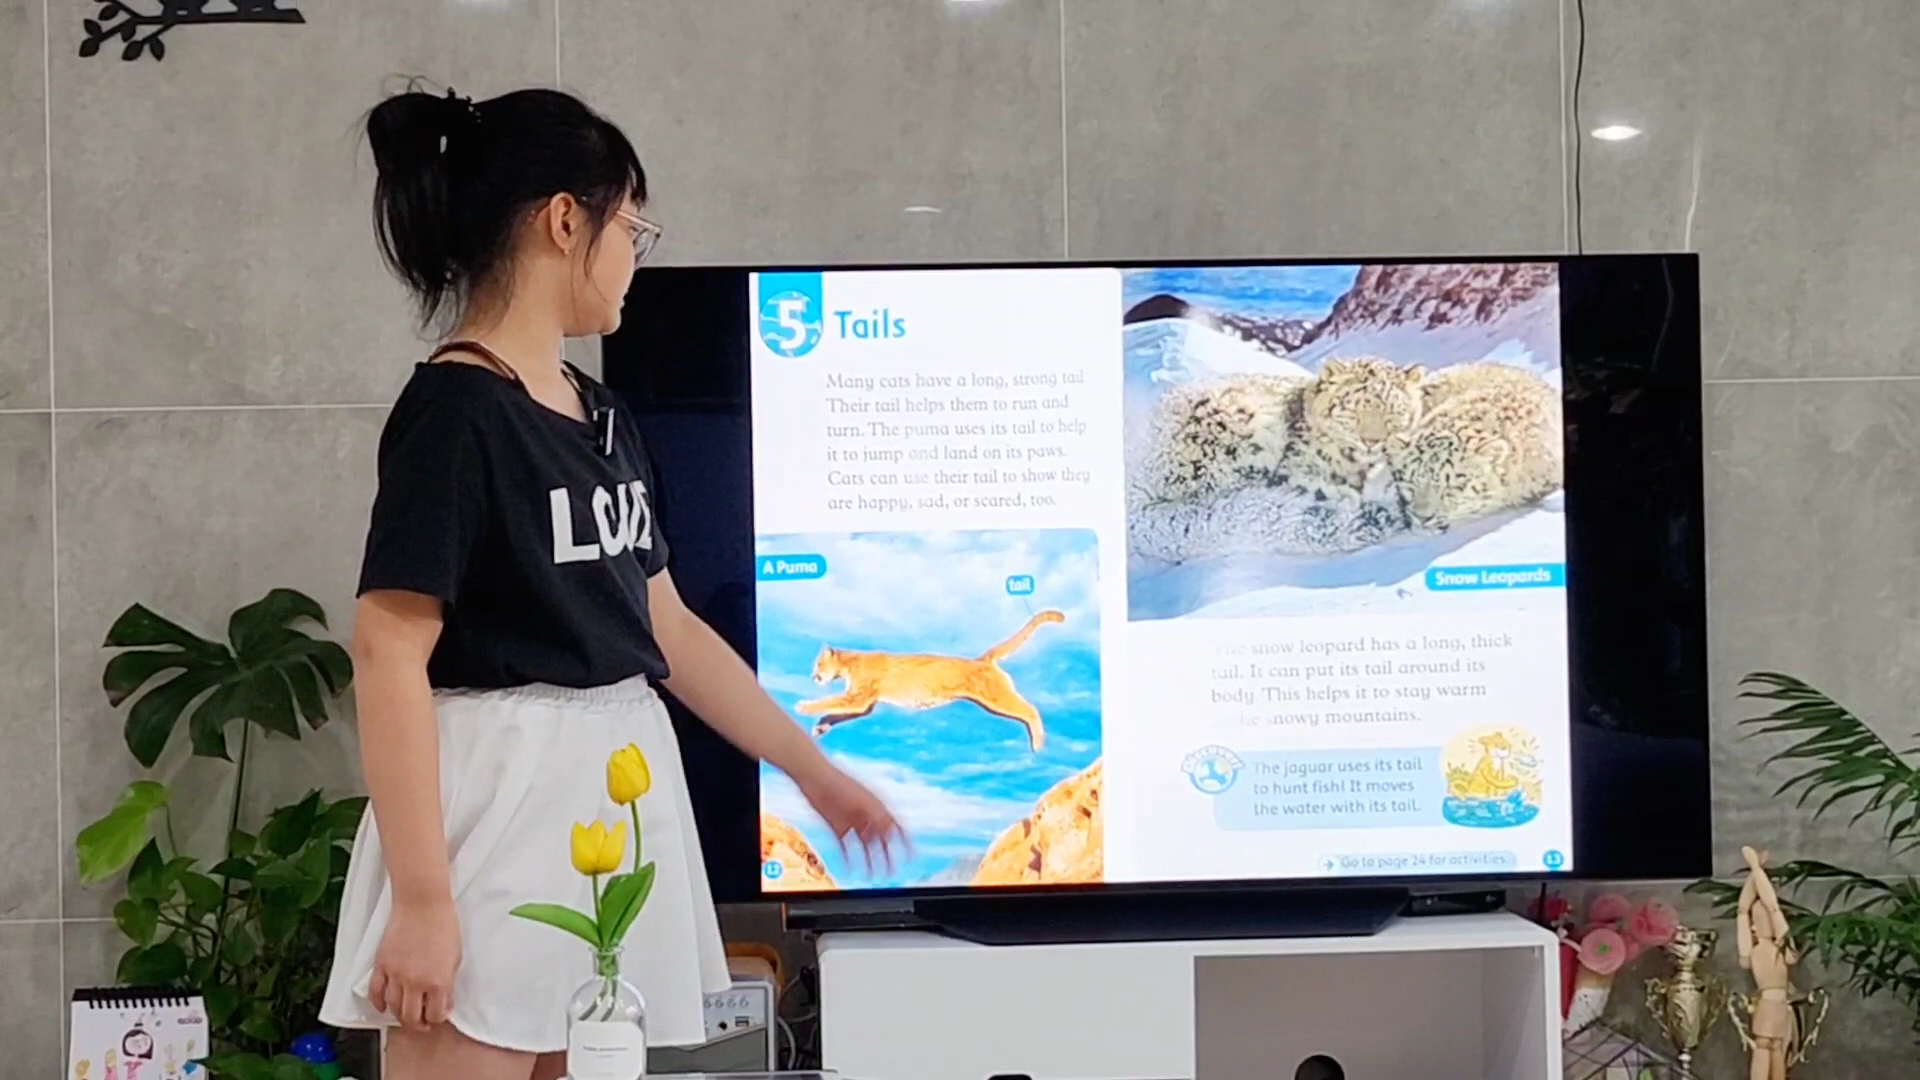 5 Tails
Many cats have a long, strong tail.
Their tail helps them to run and
turn. The puma uses its tail to help
it to jump and land on its paws.
Cats can use their tail to show they
are happy, sad, or scared, too.
A Puma
tail
12
Snow Leopards
The snow leopard has a long, thick
tail. It can put its tail around its
body. This helps it to stay warm
snowy mountains.
The jaguar uses its tail
to hunt fish! It moves
the water with its tail.
Go to page 24 for activities.
13
6666